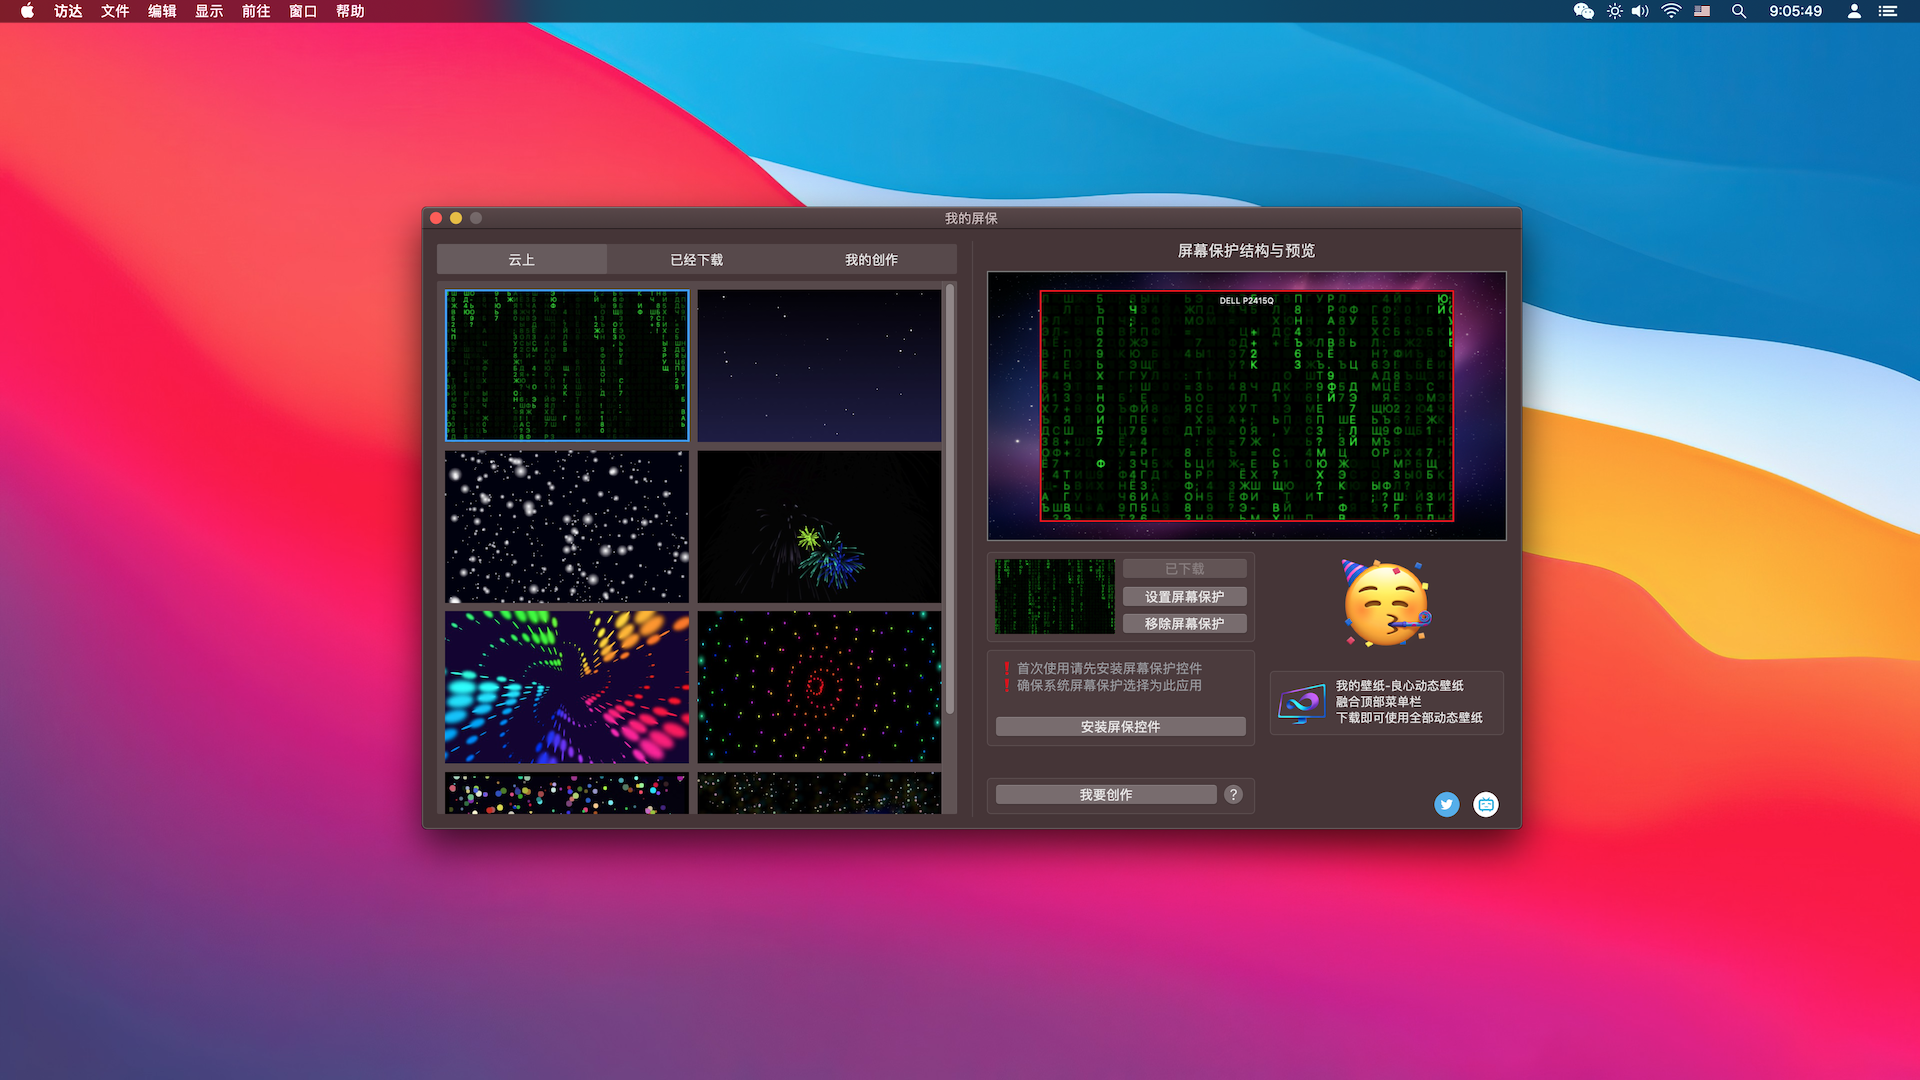 访达 文件 编辑 显示 前往 窗口 帮助
9:05:49
我的屏保
云上 已经下载 我的创作
屏幕保护结构与预览
DELL P2415Q
已下载
设置屏幕保护
移除屏幕保护
❗首次使用请先安装屏幕保护控件
❗确保系统屏幕保护选择为此应用
安装屏保控件
我的壁纸-良心动态壁纸
融合顶部菜单栏
下载即可使用全部动态壁纸
我要创作 ?